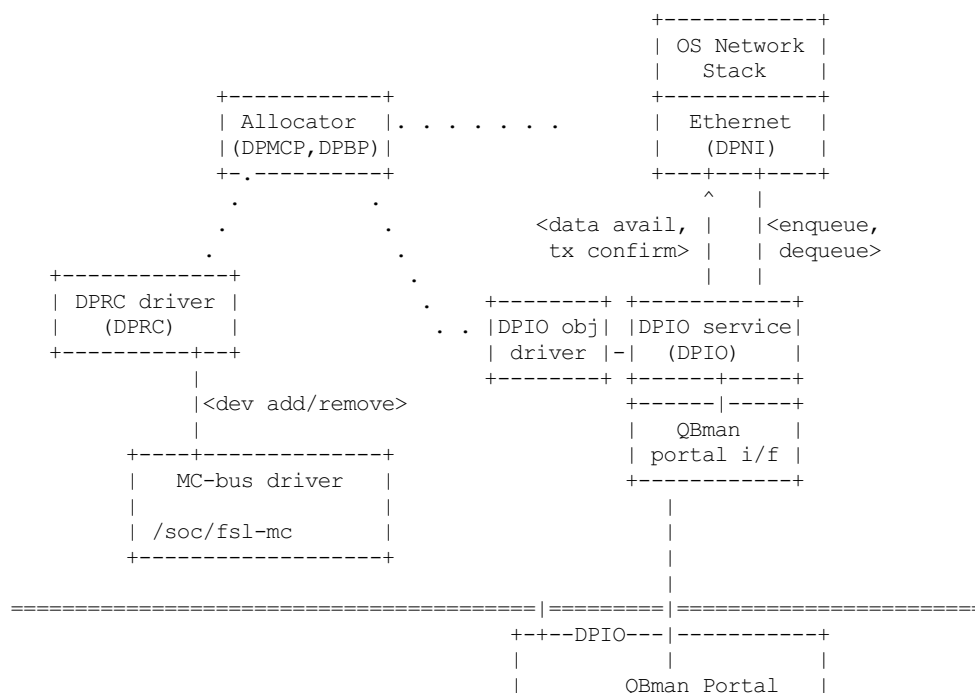 +-------------+
| OS Network |
| Stack |
+------------+ +-------------+
| Allocator |. . . . . . . | Ethernet |
|(DPMCP,DPBP)| | (DPNI) |
+-.----------+ +---+---+----+
. . ^ |
. . <data avail, | |<enqueue,
. . tx confirm> | | dequeue>
+-------------+ . | |
| DPRC driver | . +--------+ +------------+
| (DPRC) | . . |DPIO obj| |DPIO service|
+----------+--+ | driver |-| (DPIO) |
| +--------+ +------+-----+
|<dev add/remove> +------|-----+
| | QBman |
+----+--------------+ | portal i/f |
| MC-bus driver | +------------+
| | |
| /soc/fsl-mc | |
+-------------------+ |
|
=========================================|=========|========================
+-+--DPIO---|-----------+
| | |
| QBman Portal |